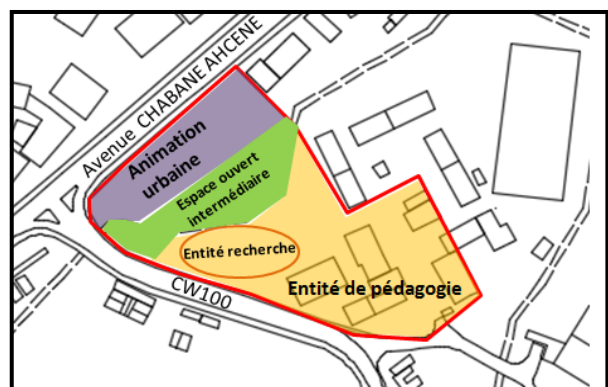 Avenue CHABANE AHCENE
Animation
urbaine
Espace ouvert
intermédiaire
Entité recherche
Entité de pédagogie
CW100